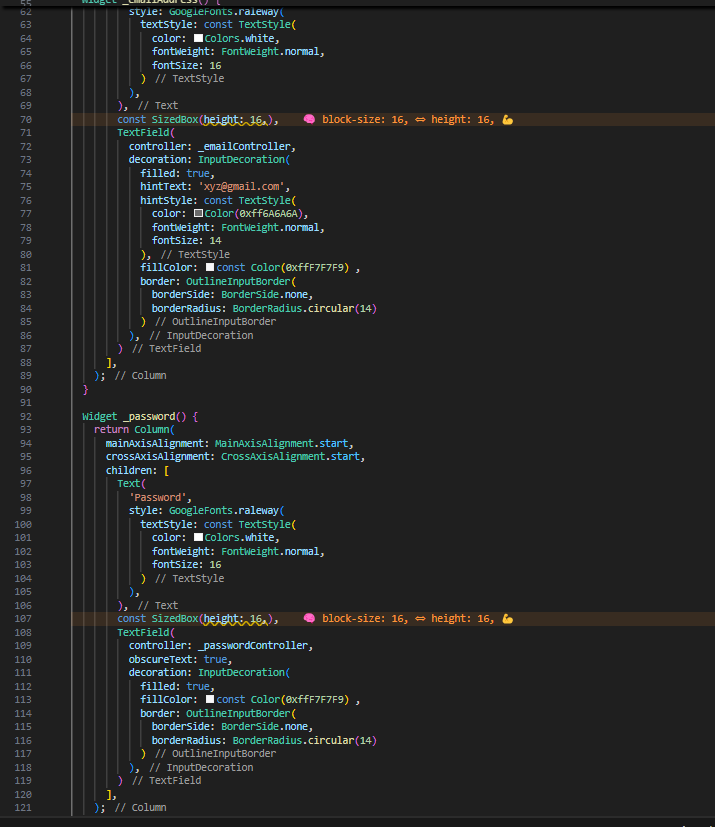 55 Widget _emailAddress() {
62 style: GoogleFonts.raleway(
63 textStyle: const TextStyle(
64 color: Colors.white,
65 fontWeight: FontWeight.normal,
66 fontSize: 16
67 ) // TextStyle
68 ),
69 ), // Text
70 const SizedBox(height: 16,), 🧠 block-size: 16, ⇔ height: 16, 💪
71 TextField(
72 controller: _emailController,
73 decoration: InputDecoration(
74 filled: true,
75 hintText: 'xyz@gmail.com',
76 hintStyle: const TextStyle(
77 color: Color(0xff6A6A6A),
78 fontWeight: FontWeight.normal,
79 fontSize: 14
80 ), // TextStyle
81 fillColor: const Color(0xffF7F7F9) ,
82 border: OutlineInputBorder(
83 borderSide: BorderSide.none,
84 borderRadius: BorderRadius.circular(14)
85 ) // OutlineInputBorder
86 ), // InputDecoration
87 ) // TextField
88 ],
89 ); // Column
90 }
91
92 Widget _password() {
93 return Column(
94 mainAxisAlignment: MainAxisAlignment.start,
95 crossAxisAlignment: CrossAxisAlignment.start,
96 children: [
97 Text(
98 'Password',
99 style: GoogleFonts.raleway(
100 textStyle: const TextStyle(
101 color: Colors.white,
102 fontWeight: FontWeight.normal,
103 fontSize: 16
104 ) // TextStyle
105 ),
106 ), // Text
107 const SizedBox(height: 16,), 🧠 block-size: 16, ⇔ height: 16, 💪
108 TextField(
109 controller: _passwordController,
110 obscureText: true,
111 decoration: InputDecoration(
112 filled: true,
113 fillColor: const Color(0xffF7F7F9) ,
114 border: OutlineInputBorder(
115 borderSide: BorderSide.none,
116 borderRadius: BorderRadius.circular(14)
117 ) // OutlineInputBorder
118 ), // InputDecoration
119 ) // TextField
120 ],
121 ); // Column